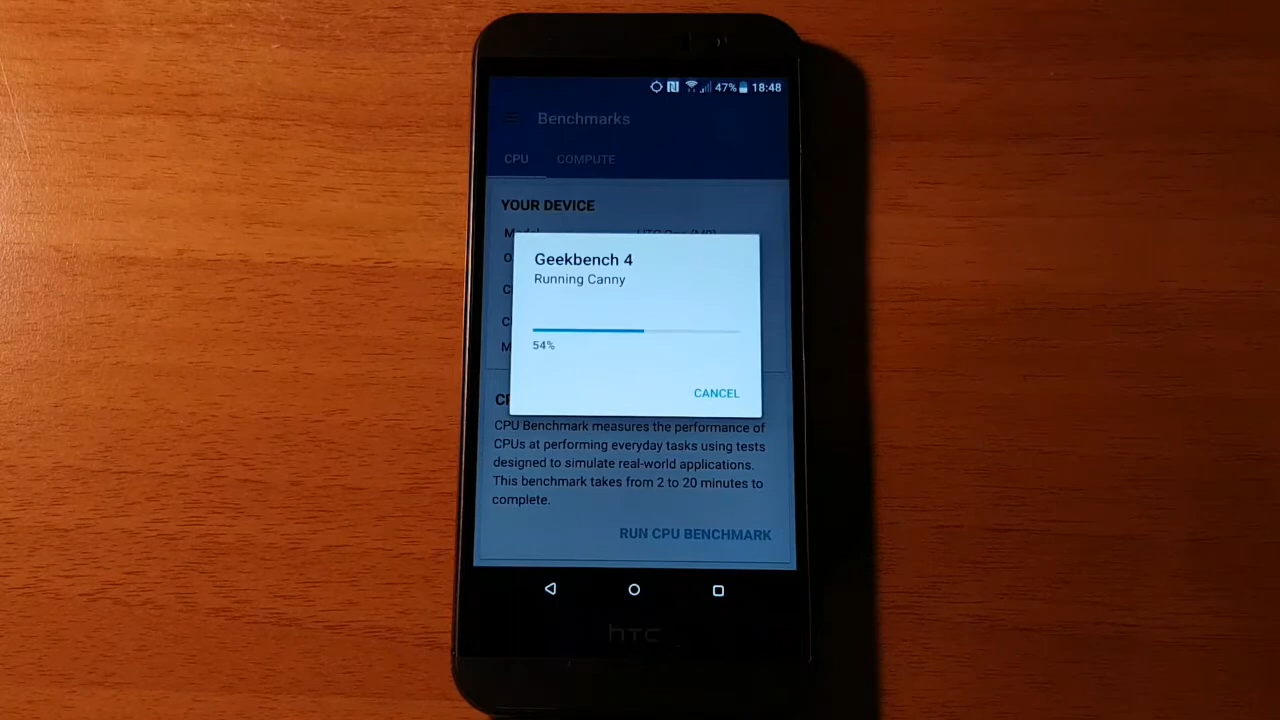 47% 18:48
Benchmarks
CPU COMPUTE
YOUR DEVICE
Geekbench 4
Running Canny
54%
CANCEL
CPU Benchmark measures the performance of
CPUs at performing everyday tasks using tests
designed to simulate real-world applications.
This benchmark takes from 2 to 20 minutes to
complete.
RUN CPU BENCHMARK
hTC